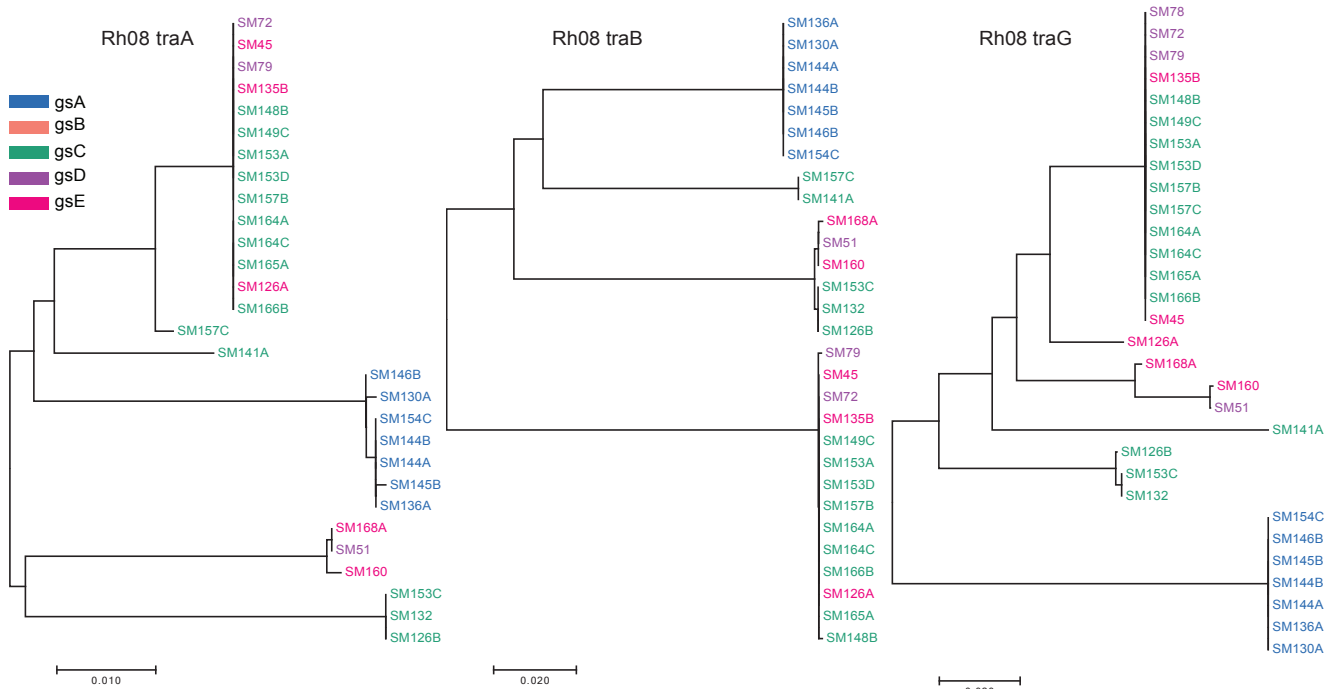 Rh08 traA
gsA
gsB
gsC
gsD
gsE
SM72
SM45
SM79
SM135B
SM148B
SM149C
SM153A
SM153D
SM157B
SM164A
SM164C
SM165A
SM126A
SM166B
SM157C
SM141A
SM146B
SM130A
SM154C
SM144B
SM144A
SM145B
SM136A
SM168A
SM51
SM160
SM153C
SM132
SM126B
0.010
Rh08 traB
SM136A
SM130A
SM144A
SM144B
SM145B
SM146B
SM154C
SM157C
SM141A
SM168A
SM51
SM160
SM153C
SM132
SM126B
SM79
SM45
SM72
SM135B
SM149C
SM153A
SM153D
SM157B
SM164A
SM164C
SM166B
SM126A
SM165A
SM148B
0.020
Rh08 traG
SM78
SM72
SM79
SM135B
SM148B
SM149C
SM153A
SM153D
SM157B
SM157C
SM164A
SM164C
SM165A
SM166B
SM45
SM126A
SM168A
SM160
SM51
SM141A
SM126B
SM153C
SM132
SM154C
SM146B
SM145B
SM144B
SM144A
SM136A
SM130A